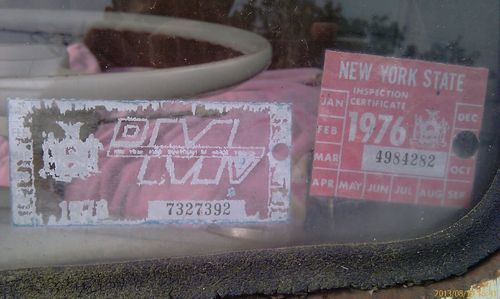 DMV
7327392
NEW YORK STATE
INSPECTION
CERTIFICATE
1976
4984282
JAN
FEB
MAR
APR MAY JUN JUL AUG SEP
OCT
DEC